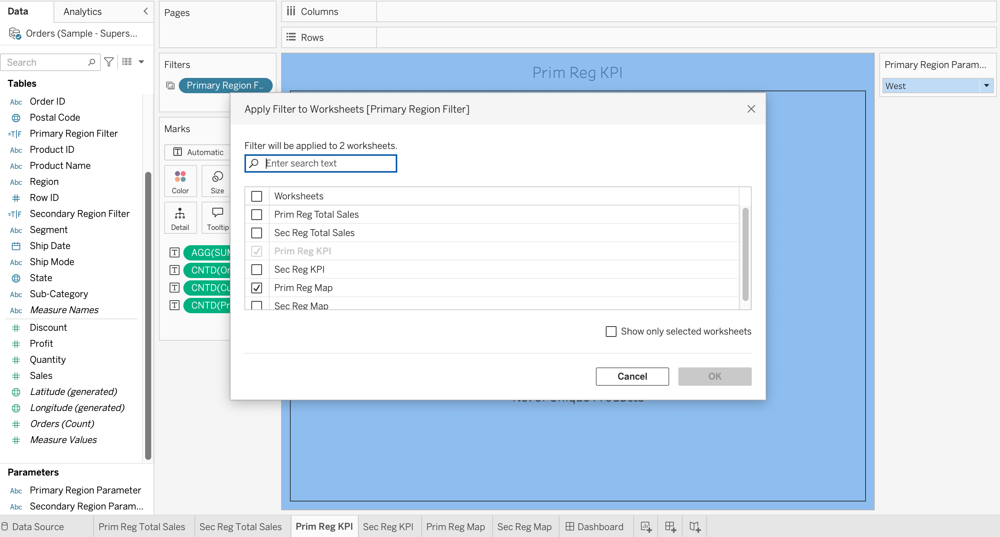 Data
Analytics
Orders (Sample - Supers...
Search
Tables
Abc Order ID
Postal Code
=T|F Primary Region Filter
Abc Product ID
Abc Product Name
Abc Region
Row ID
=T|F Secondary Region Filter
Abc Segment
Ship Date
Abc Ship Mode
State
Abc Sub-Category
Abc Measure Names
Discount
Profit
Quantity
Sales
Latitude (generated)
Longitude (generated)
Orders (Count)
Measure Values
Parameters
Abc Primary Region Parameter
Abc Secondary Region Param...
Pages
Filters
Primary Region F..
Marks
T Automatic
Color
Size
Detail
Tooltip
T AGG(SUM
T CNTD(Or
T CNTD(Cu
T CNTD(Pr
Columns
Rows
Prim Reg KPI
Primary Region Param...
West
Apply Filter to Worksheets [Primary Region Filter]
Filter will be applied to 2 worksheets.
Enter search text
Worksheets
Prim Reg Total Sales
Sec Reg Total Sales
Prim Reg KPI
Sec Reg KPI
Prim Reg Map
Sec Reg Map
Show only selected worksheets
Cancel
OK
No. of Unique Products
Data Source
Prim Reg Total Sales
Sec Reg Total Sales
Prim Reg KPI
Sec Reg KPI
Prim Reg Map
Sec Reg Map
Dashboard